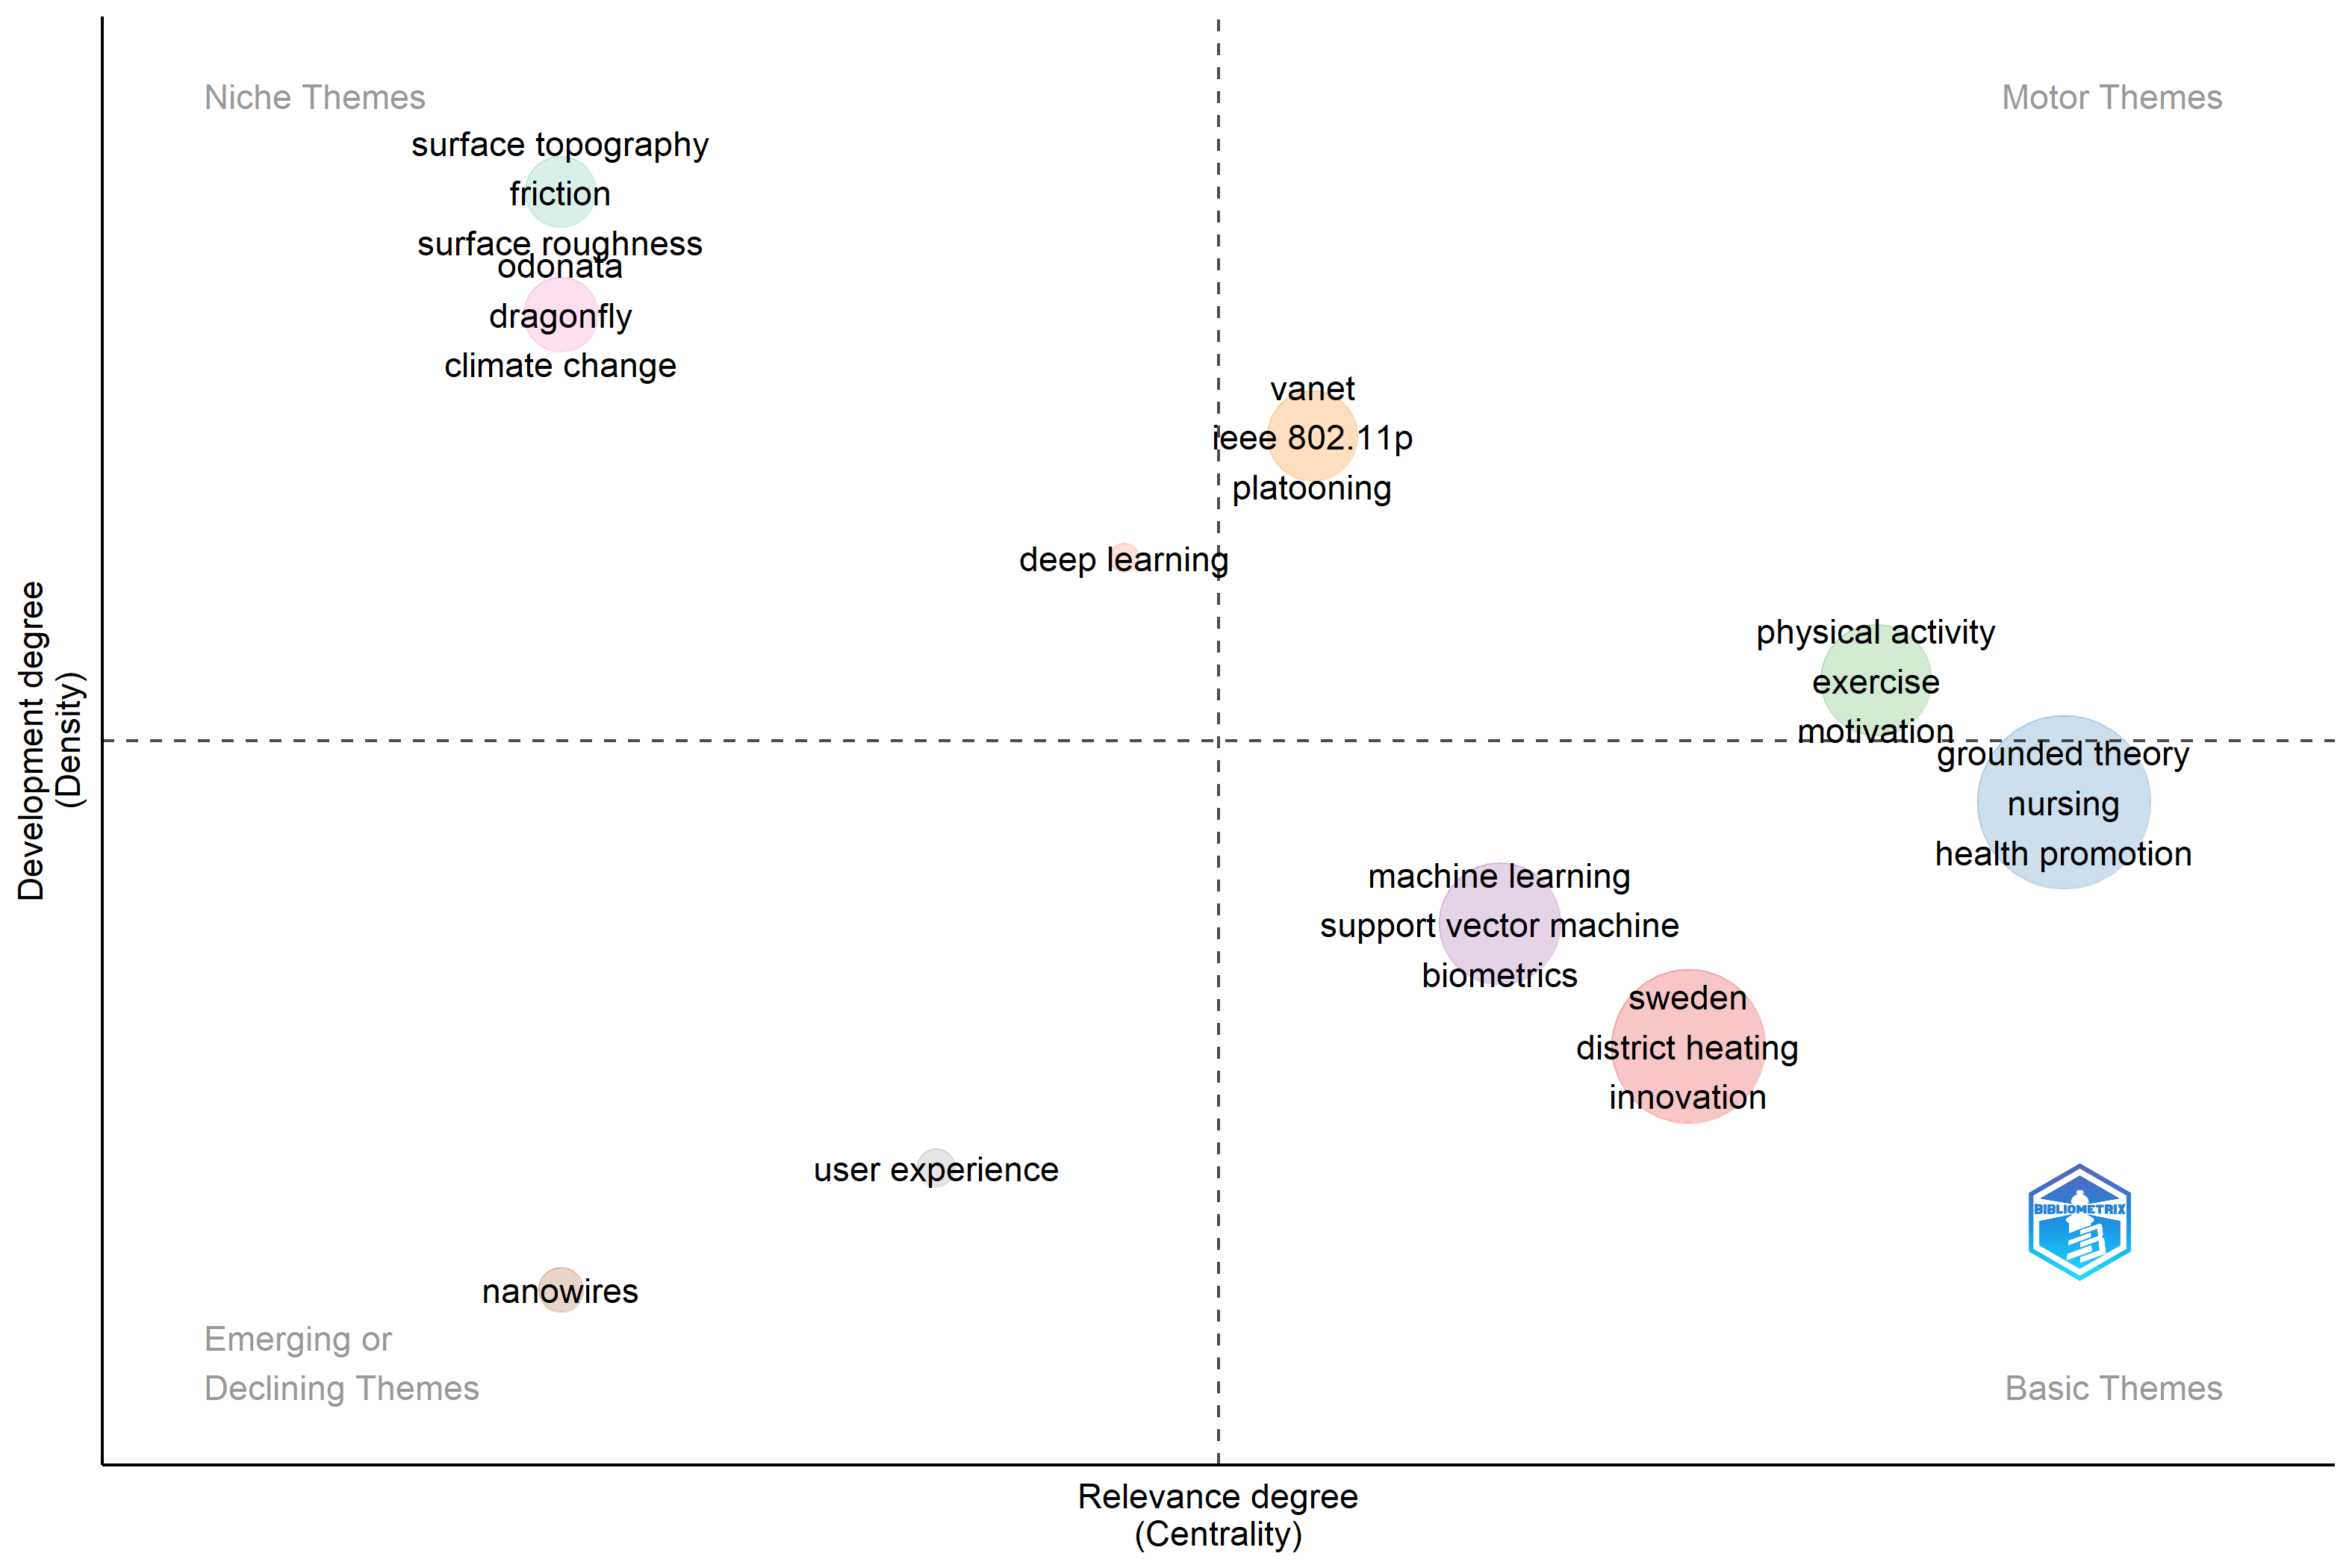 Niche Themes
Motor Themes
surface topography
friction
surface roughness
odonata
dragonfly
climate change
vanet
ieee 802.11p
platooning
deep learning
physical activity
exercise
motivation
grounded theory
nursing
health promotion
machine learning
support vector machine
biometrics
sweden
district heating
innovation
user experience
nanowires
BIBLIOMETRIX
Emerging or
Declining Themes
Basic Themes
Development degree
(Density)
Relevance degree
(Centrality)